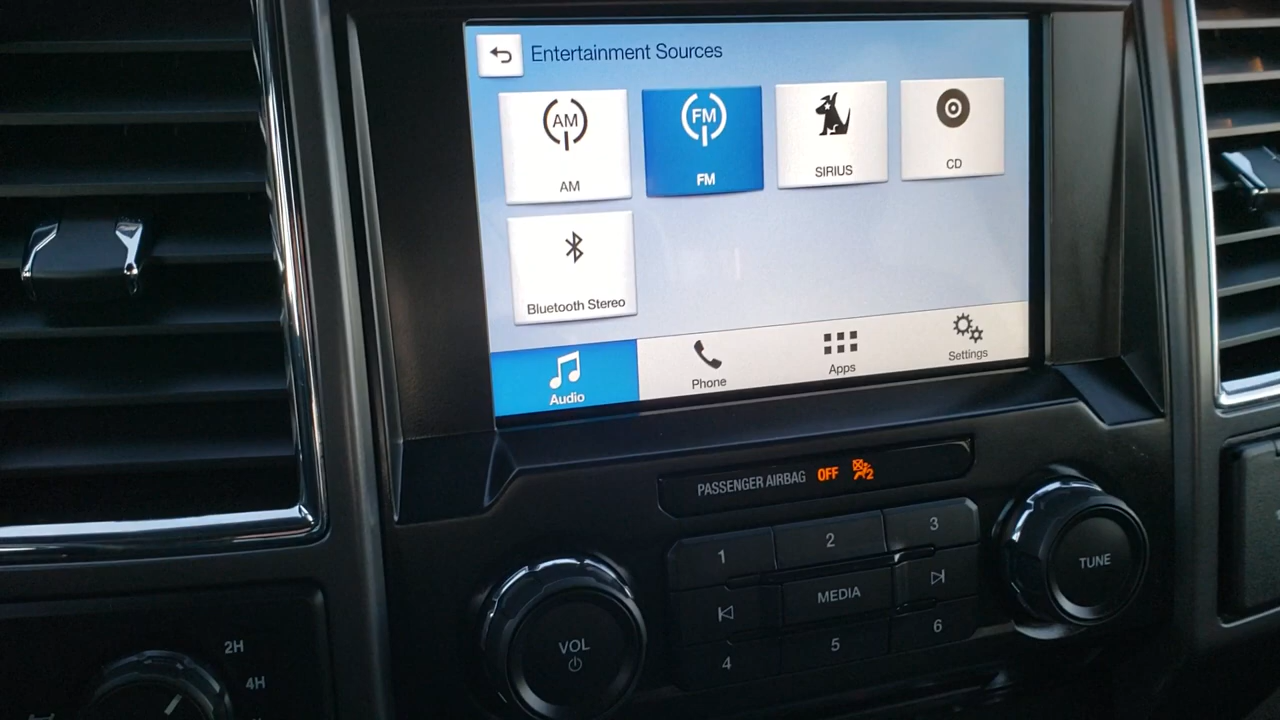 Entertainment Sources
AM
FM
AM
FM
SIRIUS
CD
Bluetooth Stereo
Audio
Phone
Apps
Settings
PASSENGER AIRBAG OFF 2
1
2
3
MEDIA
4
5
6
VOL
TUNE
2H
4H